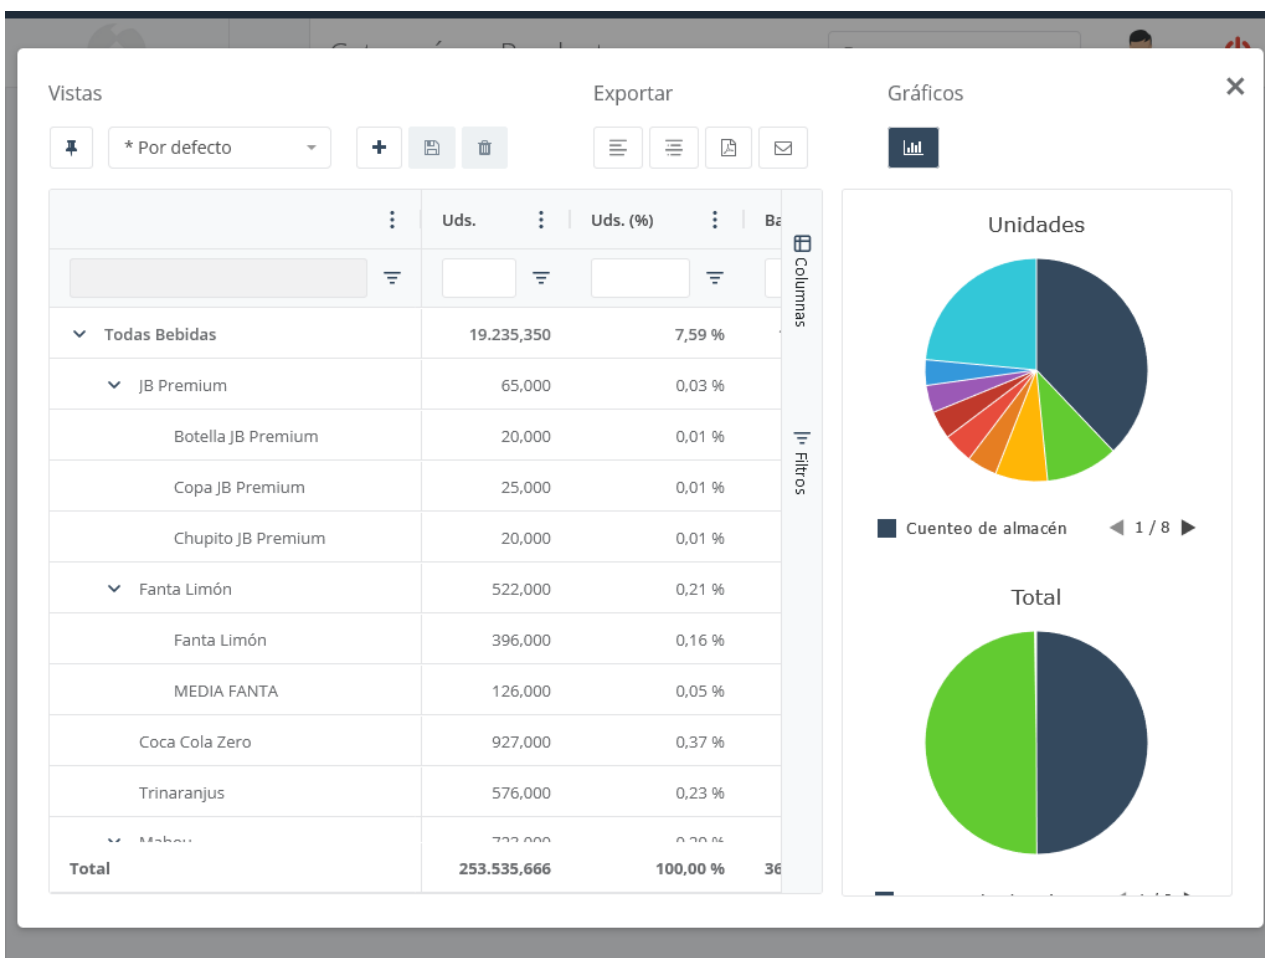 Vistas
Exportar
Gráficos
* Por defecto
Uds.
Uds. (%)
Ba
Columnas
Filtros
Todas Bebidas 19.235,350 7,59 %
JB Premium 65,000 0,03 %
Botella JB Premium 20,000 0,01 %
Copa JB Premium 25,000 0,01 %
Chupito JB Premium 20,000 0,01 %
Fanta Limón 522,000 0,21 %
Fanta Limón 396,000 0,16 %
MEDIA FANTA 126,000 0,05 %
Coca Cola Zero 927,000 0,37 %
Trinaranjus 576,000 0,23 %
Mahou
Total 253.535,666 100,00 % 36
Unidades
Cuenteo de almacén 1 / 8
Total